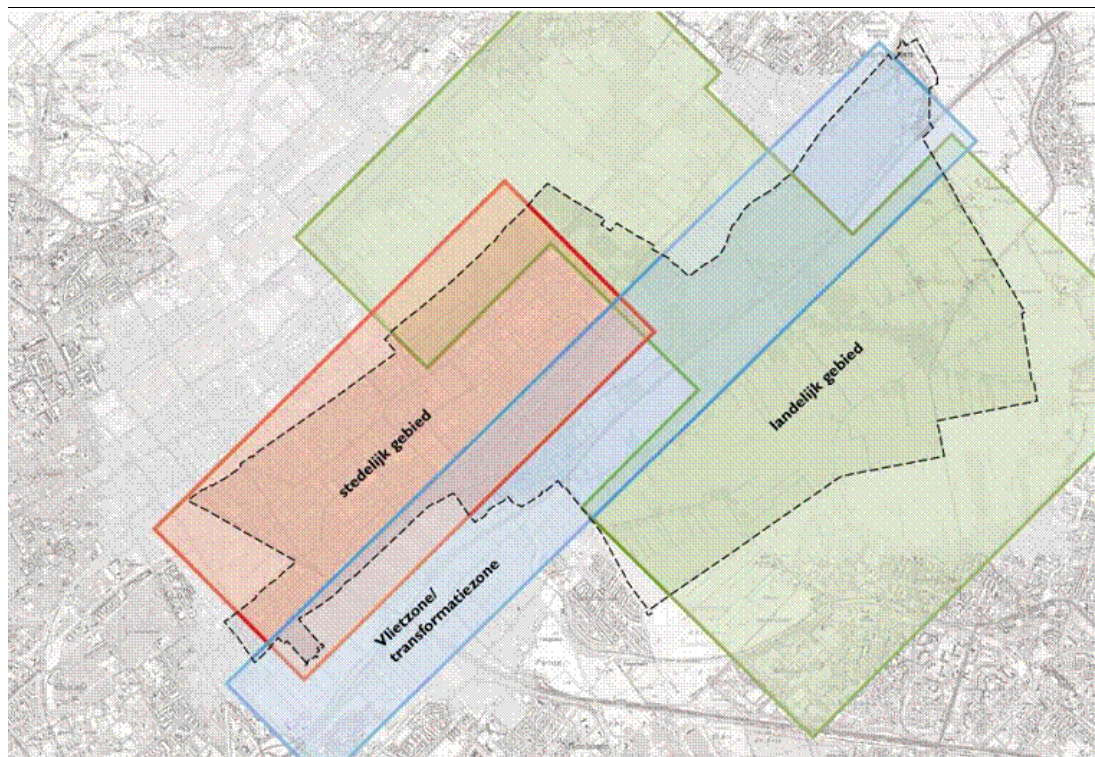 stedelijk gebied
Vlietzone/
transformatiezone
landelijk gebied